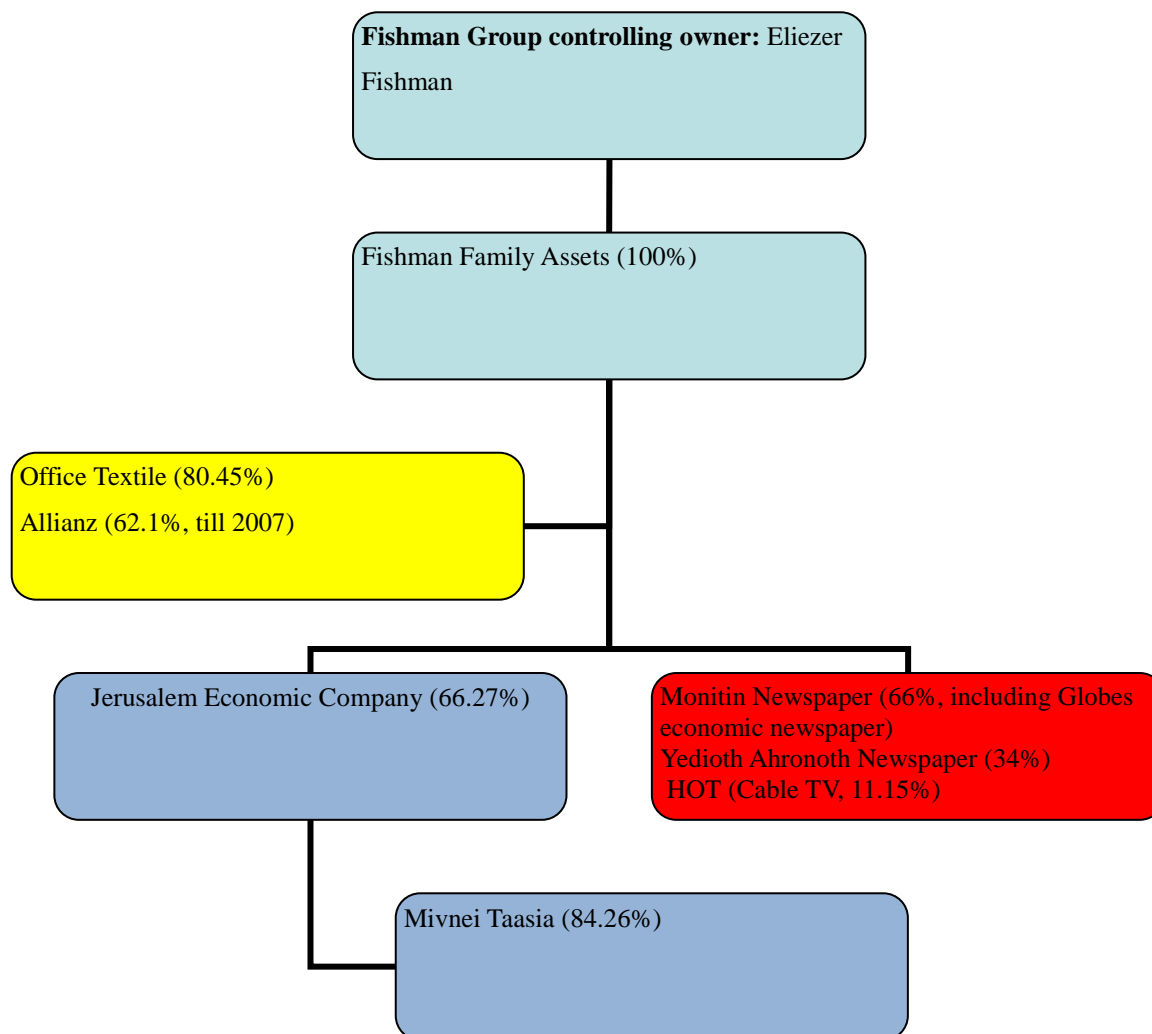 Fishman Group controlling owner: Eliezer
Fishman
Fishman Family Assets (100%)
Office Textile (80.45%)
Allianz (62.1%, till 2007)
Jerusalem Economic Company (66.27%)
Monitin Newspaper (66%, including Globes
economic newspaper)
Yedioth Ahronoth Newspaper (34%)
HOT (Cable TV, 11.15%)
Mivnei Taasia (84.26%)